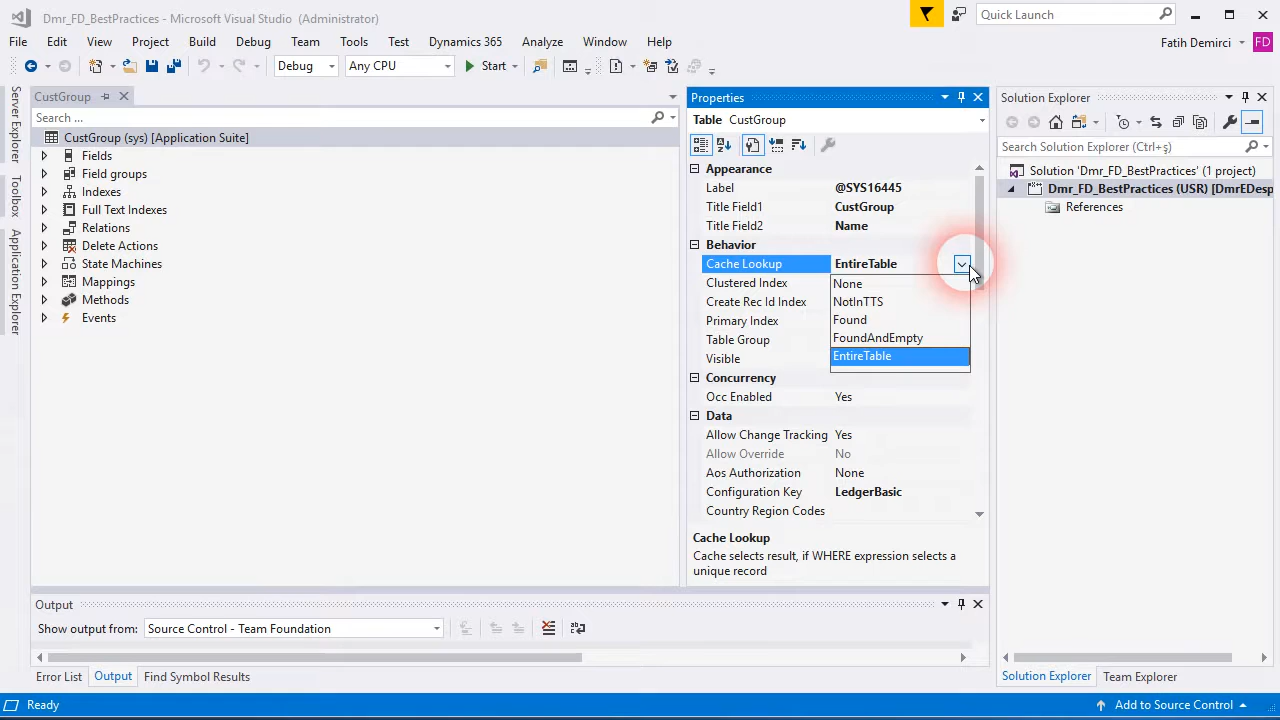 Dmr_FD_BestPractices - Microsoft Visual Studio (Administrator)
Quick Launch
File Edit View Project Build Debug Team Tools Test Dynamics 365 Analyze Window Help
Fatih Demirci FD
Debug Any CPU Start
Server Explorer
Toolbox
Application Explorer
CustGroup
Search ...
CustGroup (sys) [Application Suite]
Fields
Field groups
Indexes
Full Text Indexes
Relations
Delete Actions
State Machines
Mappings
Methods
Events
Properties
Table CustGroup
Appearance
Label @SYS16445
Title Field1 CustGroup
Title Field2 Name
Behavior
Cache Lookup EntireTable
Clustered Index
Create Rec Id Index
Primary Index
Table Group
Visible
None
NotInTTS
Found
FoundAndEmpty
EntireTable
Concurrency
Occ Enabled Yes
Data
Allow Change Tracking Yes
Allow Override No
Aos Authorization None
Configuration Key LedgerBasic
Country Region Codes
Cache Lookup
Cache selects result, if WHERE expression selects a
unique record
Solution Explorer
Search Solution Explorer (Ctrl+ş)
Solution 'Dmr_FD_BestPractices' (1 project)
Dmr_FD_BestPractices (USR) [DmrEDesp
References
Output
Show output from: Source Control - Team Foundation
Error List Output Find Symbol Results
Solution Explorer Team Explorer
Ready
Add to Source Control